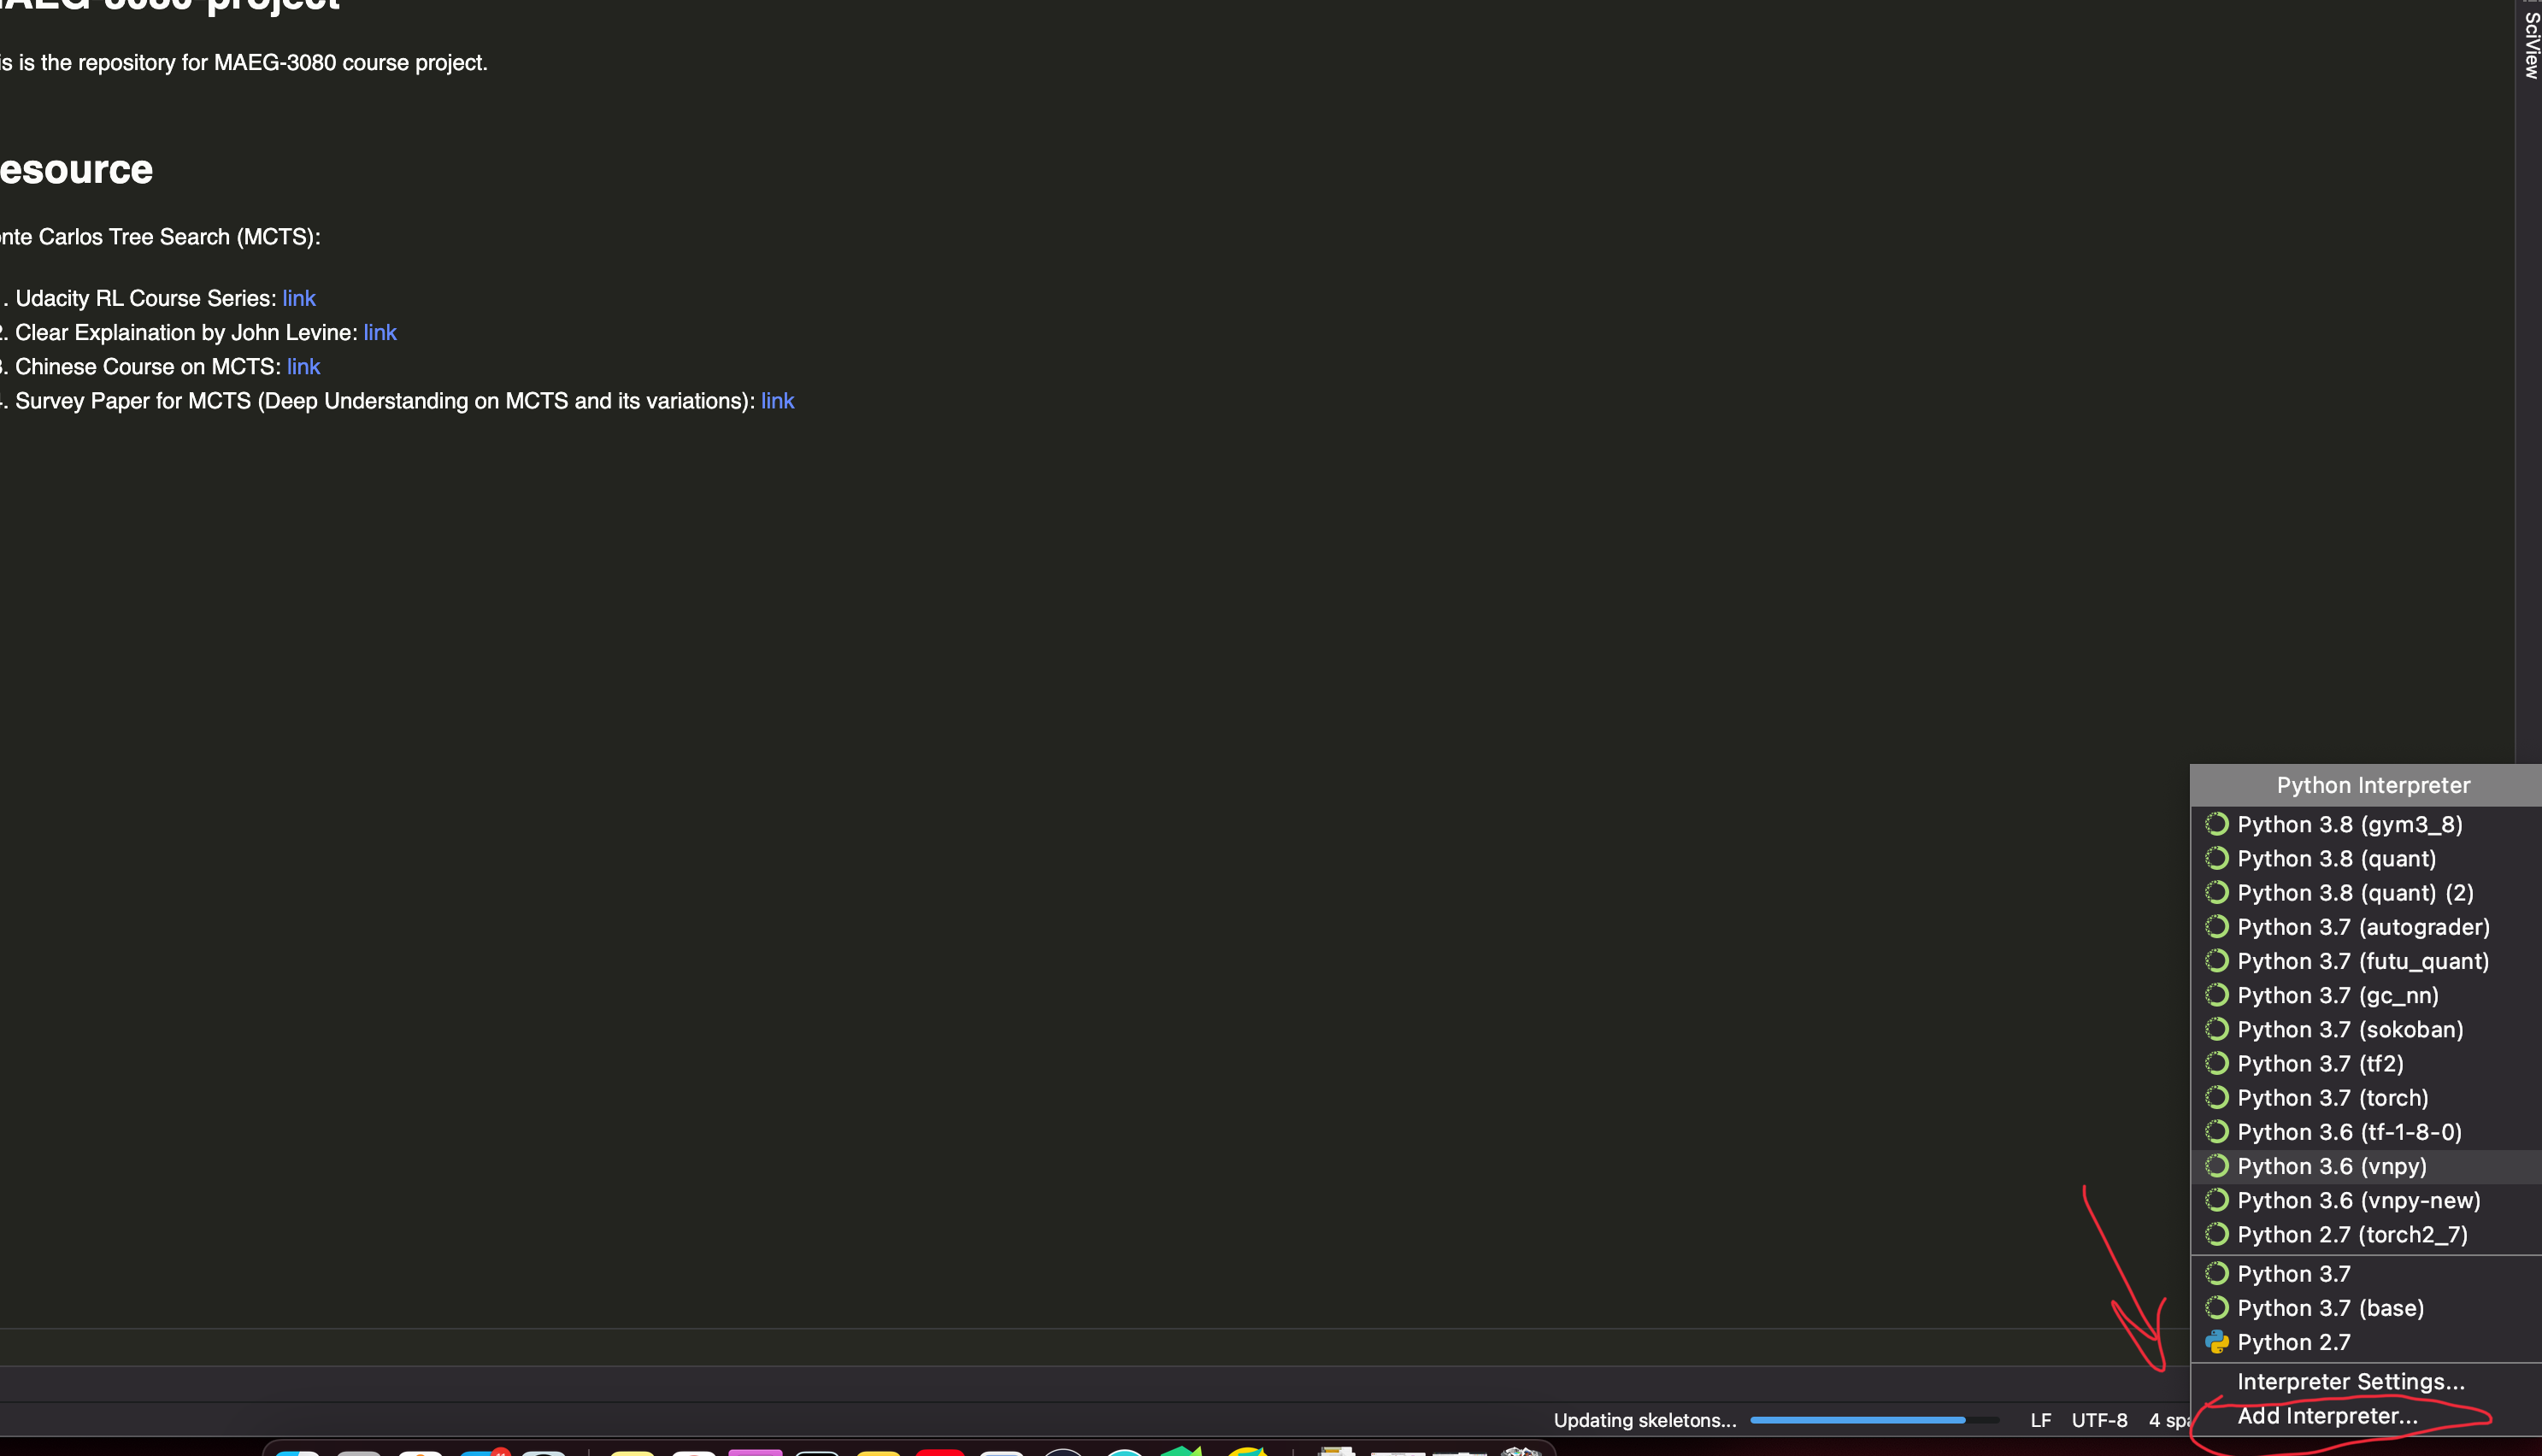 MAEG-3080-project
is is the repository for MAEG-3080 course project.
esource
onte Carlos Tree Search (MCTS):
1. Udacity RL Course Series: link
2. Clear Explaination by John Levine: link
3. Chinese Course on MCTS: link
4. Survey Paper for MCTS (Deep Understanding on MCTS and its variations): link
SciView
Python Interpreter
Python 3.8 (gym3_8)
Python 3.8 (quant)
Python 3.8 (quant) (2)
Python 3.7 (autograder)
Python 3.7 (futu_quant)
Python 3.7 (gc_nn)
Python 3.7 (sokoban)
Python 3.7 (tf2)
Python 3.7 (torch)
Python 3.6 (tf-1-8-0)
Python 3.6 (vnpy)
Python 3.6 (vnpy-new)
Python 2.7 (torch2_7)
Python 3.7
Python 3.7 (base)
Python 2.7
Interpreter Settings...
Add Interpreter...
Updating skeletons... LF UTF-8 4 spa